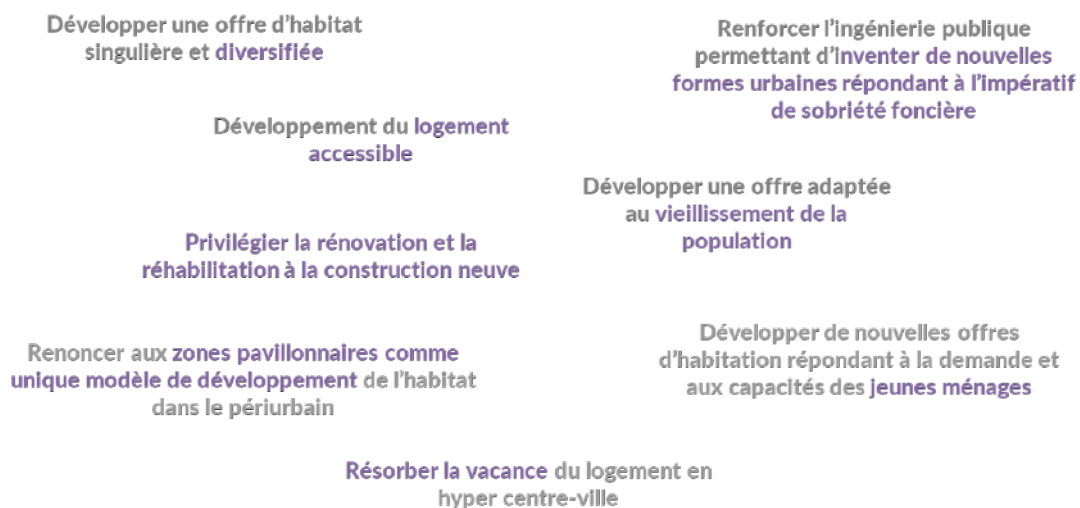 Développer une offre d’habitat
singulière et diversifiée
Renforcer l’ingénierie publique
permettant d’inventer de nouvelles
formes urbaines répondant à l’impératif
de sobriété foncière
Développement du logement
accessible
Développer une offre adaptée
au vieillissement de la
population
Privilégier la rénovation et la
réhabilitation à la construction neuve
Développer de nouvelles offres
d’habitation répondant à la demande et
aux capacités des jeunes ménages
Renoncer aux zones pavillonnaires comme
unique modèle de développement de l’habitat
dans le périurbain
Résorber la vacance du logement en
hyper centre-ville